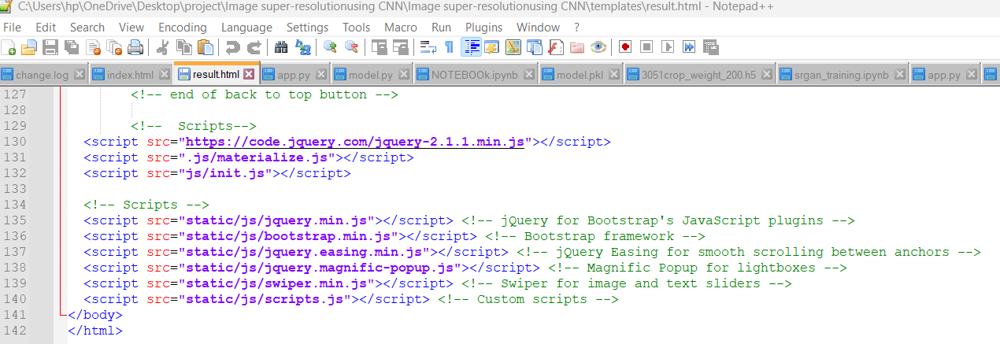 C:\Users\hp\OneDrive\Desktop\project\Image super-resolutionusing CNN\Image super-resolutionusing CNN\templates\result.html - Notepad++
File Edit Search View Encoding Language Settings Tools Macro Run Plugins Window ?
change.log index.html result.html app.py model.py NOTEBOOk.ipynb model.pkl 3051crop_weight_200.h5 srgan_training.ipynb app.py
127 <!-- end of back to top button -->
128
129 <!--  Scripts-->
130 <script src="https://code.jquery.com/jquery-2.1.1.min.js"></script>
131 <script src=".js/materialize.js"></script>
132 <script src="js/init.js"></script>
133
134 <!-- Scripts -->
135 <script src="static/js/jquery.min.js"></script> <!-- jQuery for Bootstrap's JavaScript plugins -->
136 <script src="static/js/bootstrap.min.js"></script> <!-- Bootstrap framework -->
137 <script src="static/js/jquery.easing.min.js"></script> <!-- jQuery Easing for smooth scrolling between anchors -->
138 <script src="static/js/jquery.magnific-popup.js"></script> <!-- Magnific Popup for lightboxes -->
139 <script src="static/js/swiper.min.js"></script> <!-- Swiper for image and text sliders -->
140 <script src="static/js/scripts.js"></script> <!-- Custom scripts -->
141 </body>
142 </html>